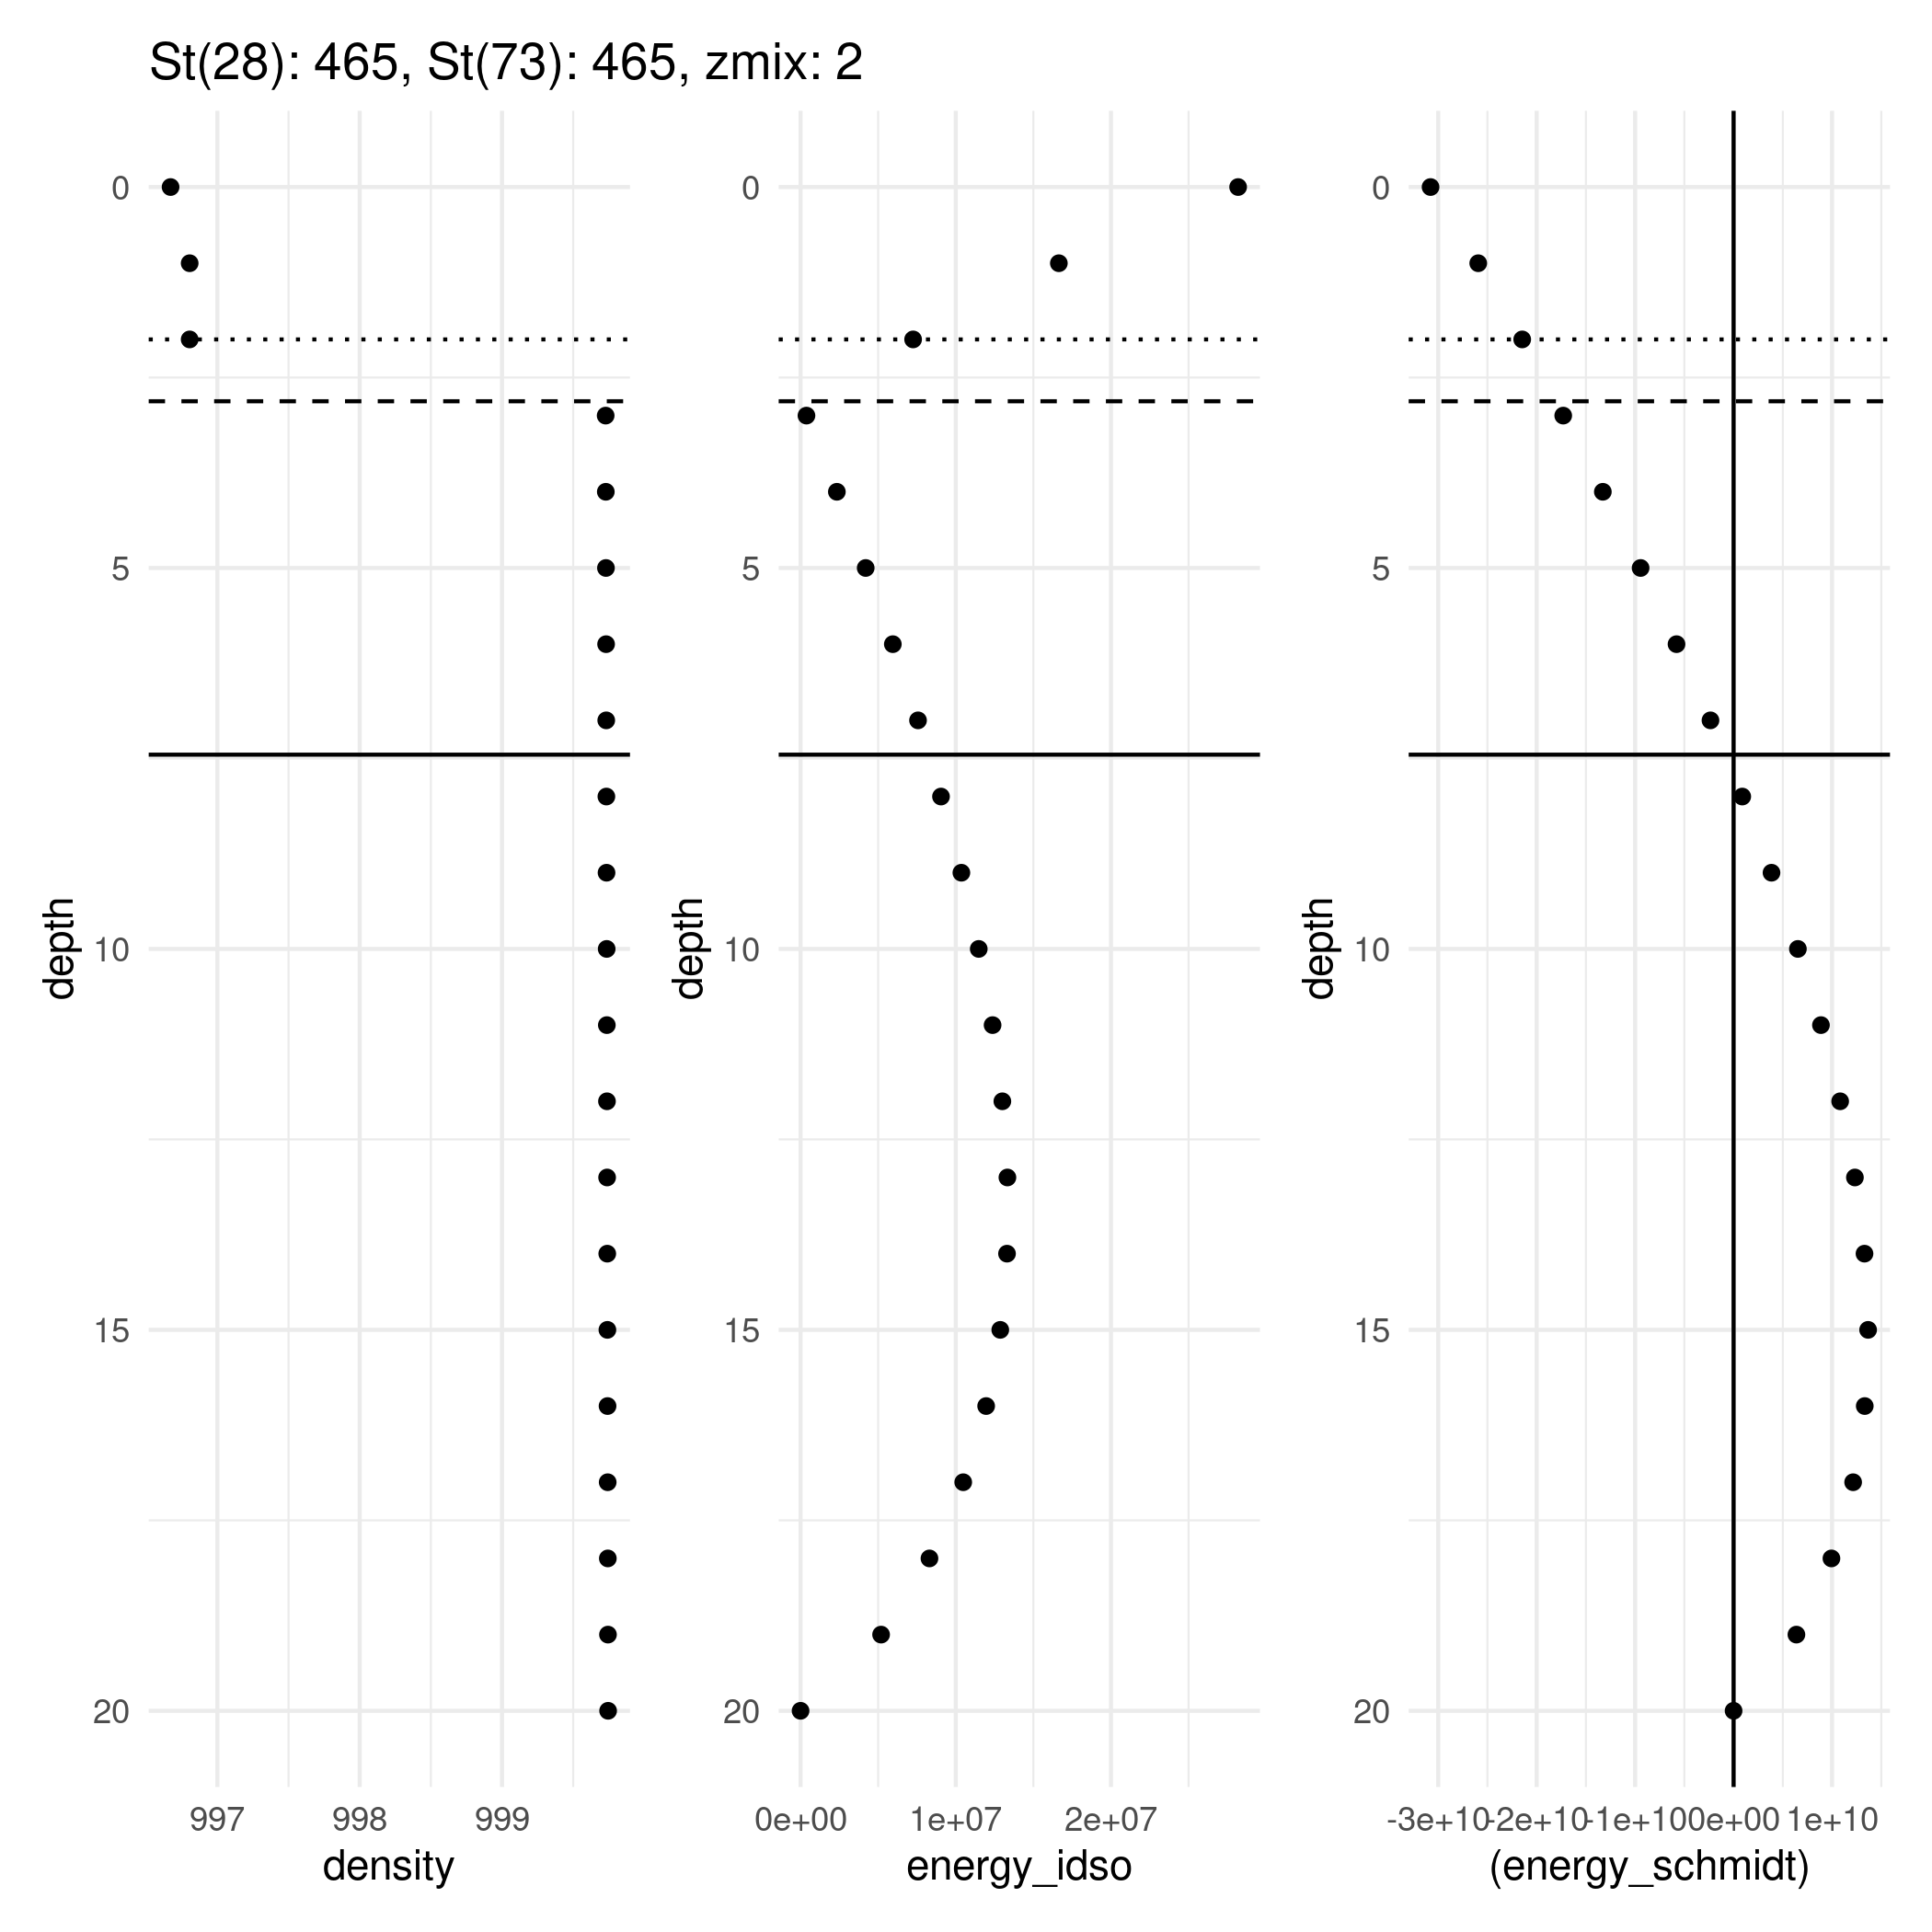 St(28): 465, St(73): 465, zmix: 2
depth
0
5
10
15
20
997 998 999
density
depth
0
5
10
15
20
0e+00 1e+07 2e+07
energy_idso
depth
0
5
10
15
20
-3e+10 -2e+10 -1e+10 0e+00 1e+10
(energy_schmidt)